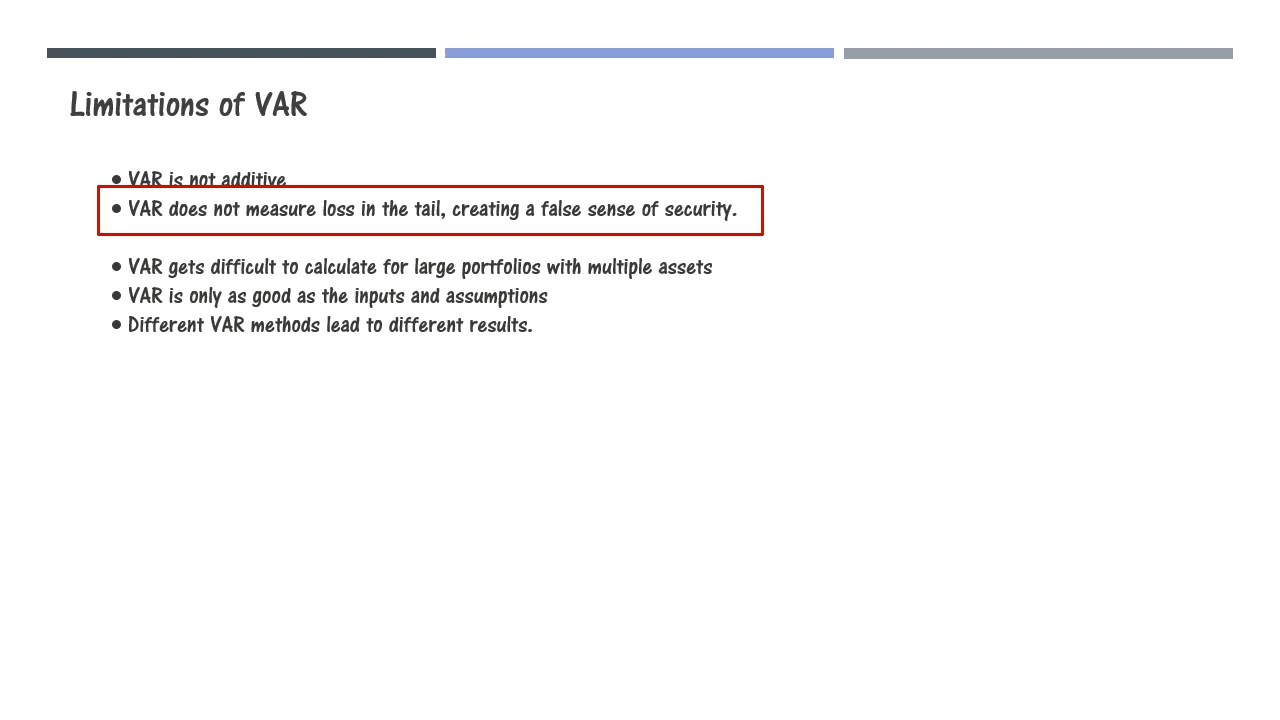 Limitations of VAR
• VAR is not additive
• VAR does not measure loss in the tail, creating a false sense of security.
• VAR gets difficult to calculate for large portfolios with multiple assets
• VAR is only as good as the inputs and assumptions
• Different VAR methods lead to different results.